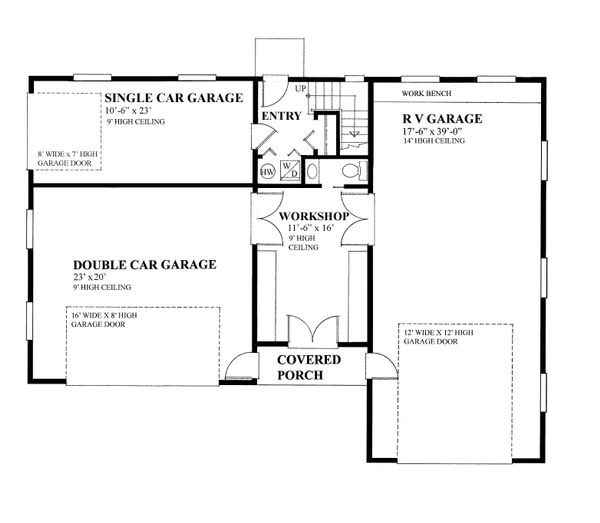 SINGLE CAR GARAGE
10'-6" x 23'
9' HIGH CEILING
8' WIDE x 7' HIGH
GARAGE DOOR
UP
ENTRY
HW
W
D
WORK BENCH
R V GARAGE
17'-6" x 39'-0"
14' HIGH CEILING
WORKSHOP
11'-6" x 16'
9' HIGH
CEILING
DOUBLE CAR GARAGE
23' x 20'
9' HIGH CEILING
16' WIDE X 8' HIGH
GARAGE DOOR
12' WIDE X 12' HIGH
GARAGE DOOR
COVERED
PORCH